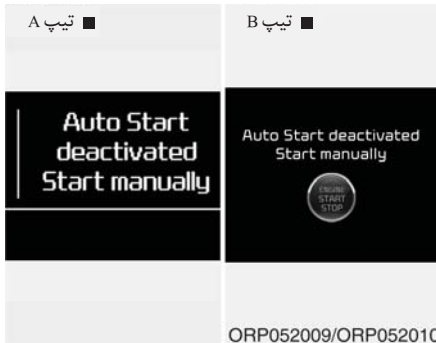 ■ تیپ A
Auto Start
deactivated
Start manually
■ تیپ B
Auto Start deactivated
Start manually
ENGINE
START
STOP
ORP052009/ORP052010